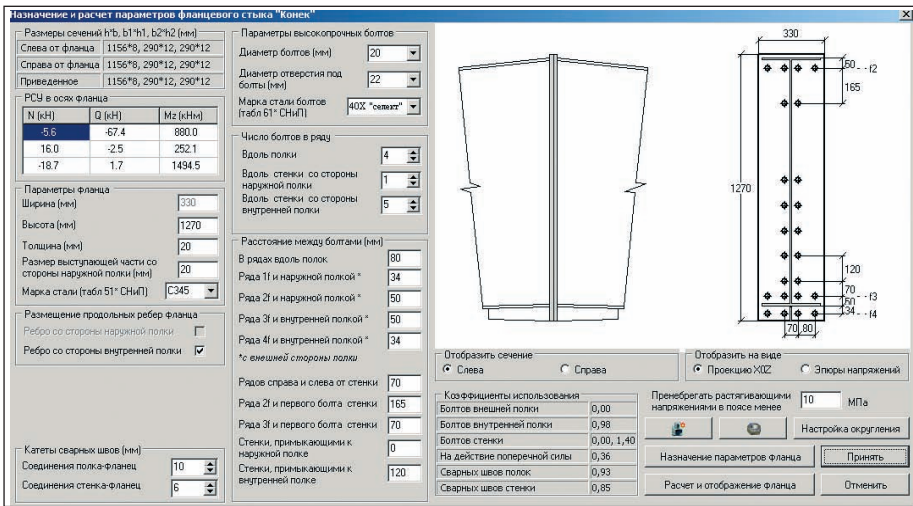 Назначение и расчет параметров фланцевого стыка "Конек"
Размеры сечений h*b, b1*h1, b2*h2 (мм)
Слева от фланца 1156*8, 290*12, 290*12
Справа от фланца 1156*8, 290*12, 290*12
Приведенное 1156*8, 290*12, 290*12
РСУ в осях фланца
N (кН) Q (кН) Mz (кНм)
-5.6 -67.4 880.0
16.0 -2.5 252.1
-18.7 1.7 1494.5
Параметры фланца
Ширина (мм) 330
Высота (мм) 1270
Толщина (мм) 20
Размер выступающей части со стороны наружной полки (мм) 20
Марка стали (табл 51* СНиП) С345
Размещение продольных ребер фланца
Ребро со стороны наружной полки
Ребро со стороны внутренней полки
Катеты сварных швов (мм)
Соединения полка-фланец 10
Соединения стенка-фланец 6
Параметры высокопрочных болтов
Диаметр болтов (мм) 20
Диаметр отверстия под болты (мм) 22
Марка стали болтов (табл 61* СНиП) 40Х "селект"
Число болтов в ряду
Вдоль полки 4
Вдоль стенки со стороны наружной полки 1
Вдоль стенки со стороны внутренней полки 5
Расстояние между болтами (мм)
В рядах вдоль полок 80
Ряда 1f и наружной полкой * 34
Ряда 2f и наружной полкой * 50
Ряда 3f и внутренней полкой * 50
Ряда 4f и внутренней полкой * 34
*с внешней стороны полки
Рядов справа и слева от стенки 70
Ряда 2f и первого болта стенки 165
Ряда 3f и первого болта стенки 70
Стенки, примыкающими к наружной полке 0
Стенки, примыкающими к внутренней полке 120
330
50 f2
165
1270
120
70
50 f3
34 f4
70 80
Отобразить сечение
Слева Справа
Отобразить на виде
Проекцию X0Z Эпюры напряжений
Коэффициенты использования
Болтов внешней полки 0,00
Болтов внутренней полки 0,98
Болтов стенки 0,00, 1,40
На действие поперечной силы 0,36
Сварных швов полок 0,93
Сварных швов стенки 0,85
Пренебрегать растягивающими напряжениями в поясе менее 10 МПа
Настройка округления
Назначение параметров фланца Принять
Расчет и отображение фланца Отменить